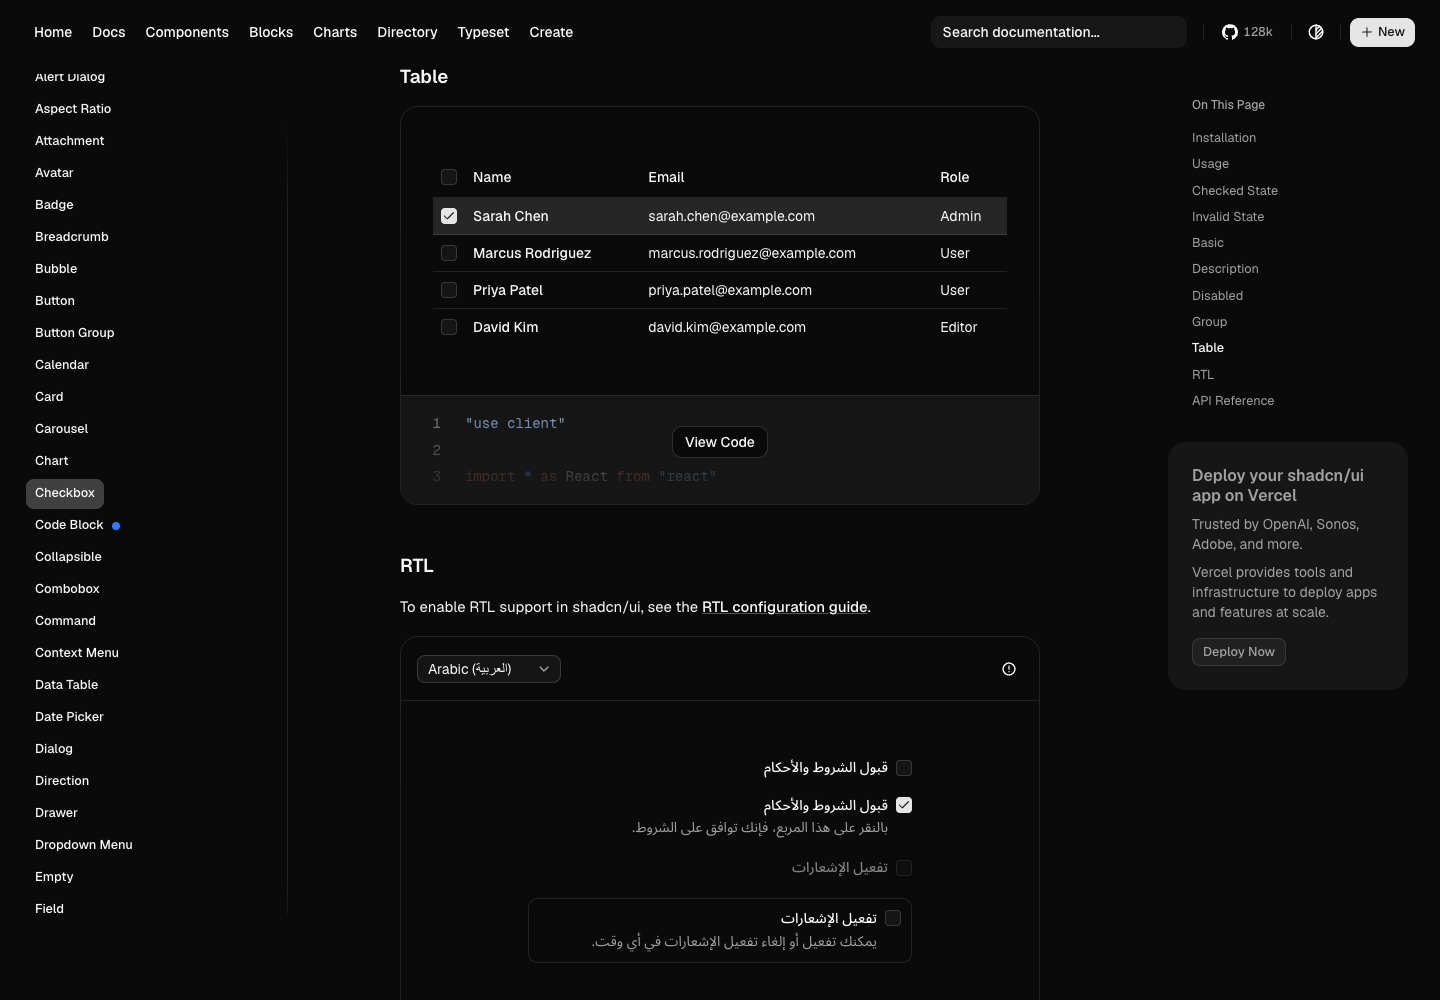 Home Docs Components Blocks Charts Directory Typeset Create
Search documentation...
128k
New
Alert Dialog
Aspect Ratio
Attachment
Avatar
Badge
Breadcrumb
Bubble
Button
Button Group
Calendar
Card
Carousel
Chart
Checkbox
Code Block
Collapsible
Combobox
Command
Context Menu
Data Table
Date Picker
Dialog
Direction
Drawer
Dropdown Menu
Empty
Field
Table
Name Email Role
Sarah Chen sarah.chen@example.com Admin
Marcus Rodriguez marcus.rodriguez@example.com User
Priya Patel priya.patel@example.com User
David Kim david.kim@example.com Editor
1 "use client"
2
View Code
3 import * as React from "react"
RTL
To enable RTL support in shadcn/ui, see the RTL configuration guide.
Arabic (العربية)
قبول الشروط والأحكام
قبول الشروط والأحكام
بالنقر على هذا المربع، فإنك توافق على الشروط.
تفعيل الإشعارات
تفعيل الإشعارات
يمكنك تفعيل أو إلغاء تفعيل الإشعارات في أي وقت.
On This Page
Installation
Usage
Checked State
Invalid State
Basic
Description
Disabled
Group
Table
RTL
API Reference
Deploy your shadcn/ui
app on Vercel
Trusted by OpenAI, Sonos,
Adobe, and more.
Vercel provides tools and
infrastructure to deploy apps
and features at scale.
Deploy Now